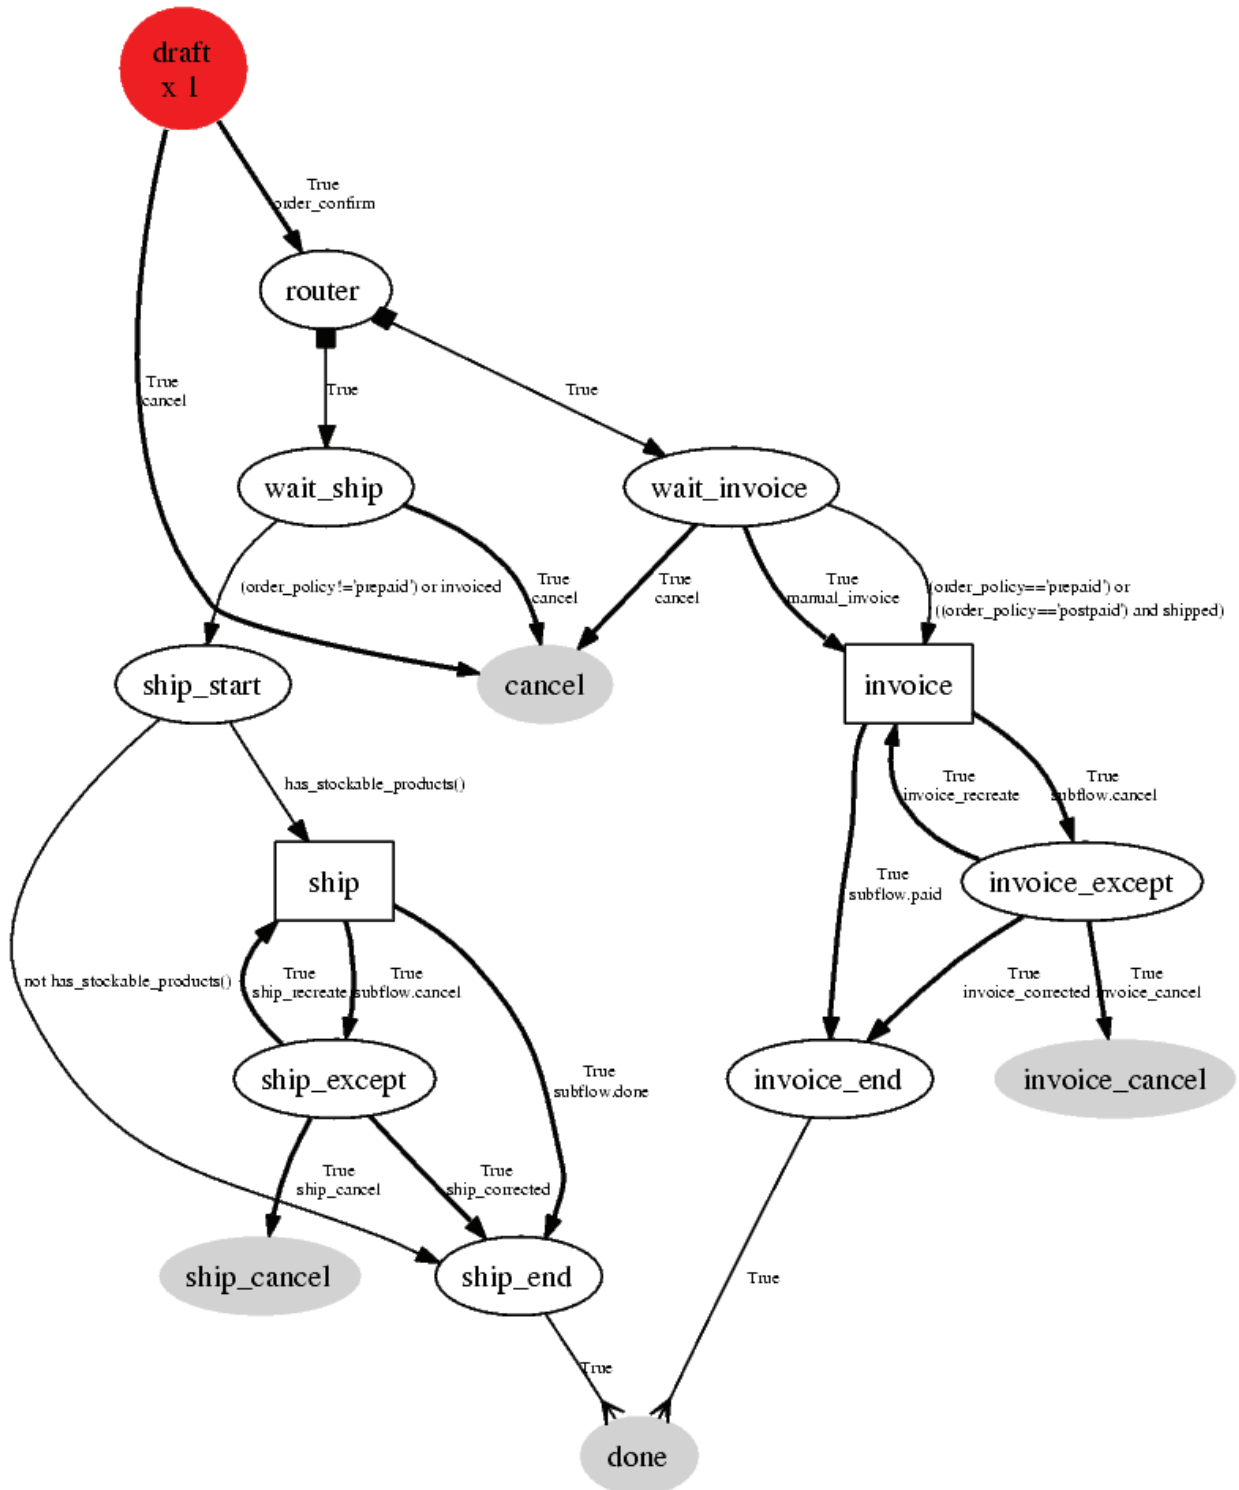 draft
x 1
True
order_confirm
router
True
cancel
True
True
wait_ship
wait_invoice
(order_policy!='prepaid') or invoiced
True
cancel
True
cancel
True
manual_invoice
(order_policy=='prepaid') or
((order_policy=='postpaid') and shipped)
ship_start
cancel
invoice
has_stockable_products()
True
invoice_recreate
True
subflow.cancel
ship
True
subflow.paid
invoice_except
not has_stockable_products()
True
ship_recreate
True
subflow.cancel
True
invoice_corrected
True
invoice_cancel
ship_except
True
subflow.done
invoice_end
invoice_cancel
True
ship_cancel
True
ship_corrected
ship_cancel
ship_end
True
True
done